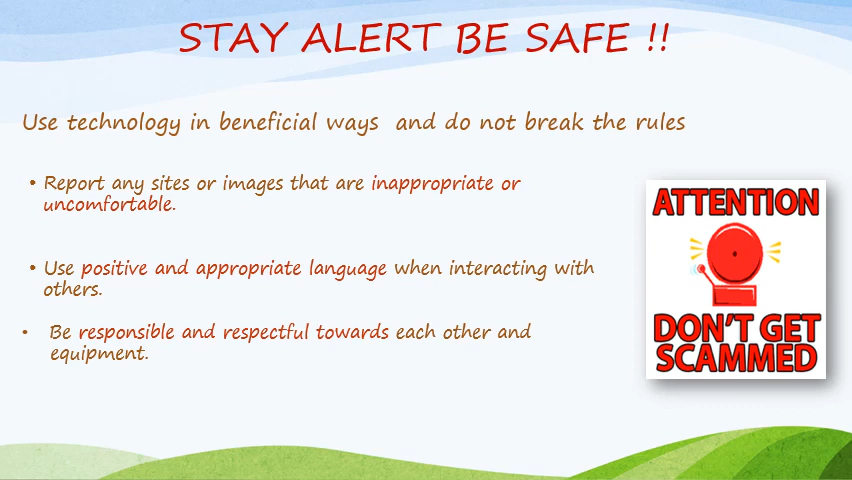 STAY ALERT BE SAFE !!
Use technology in beneficial ways  and do not break the rules
• Report any sites or images that are inappropriate or
uncomfortable.
• Use positive and appropriate language when interacting with
others.
• Be responsible and respectful towards each other and
equipment.
ATTENTION
DON'T GET
SCAMMED